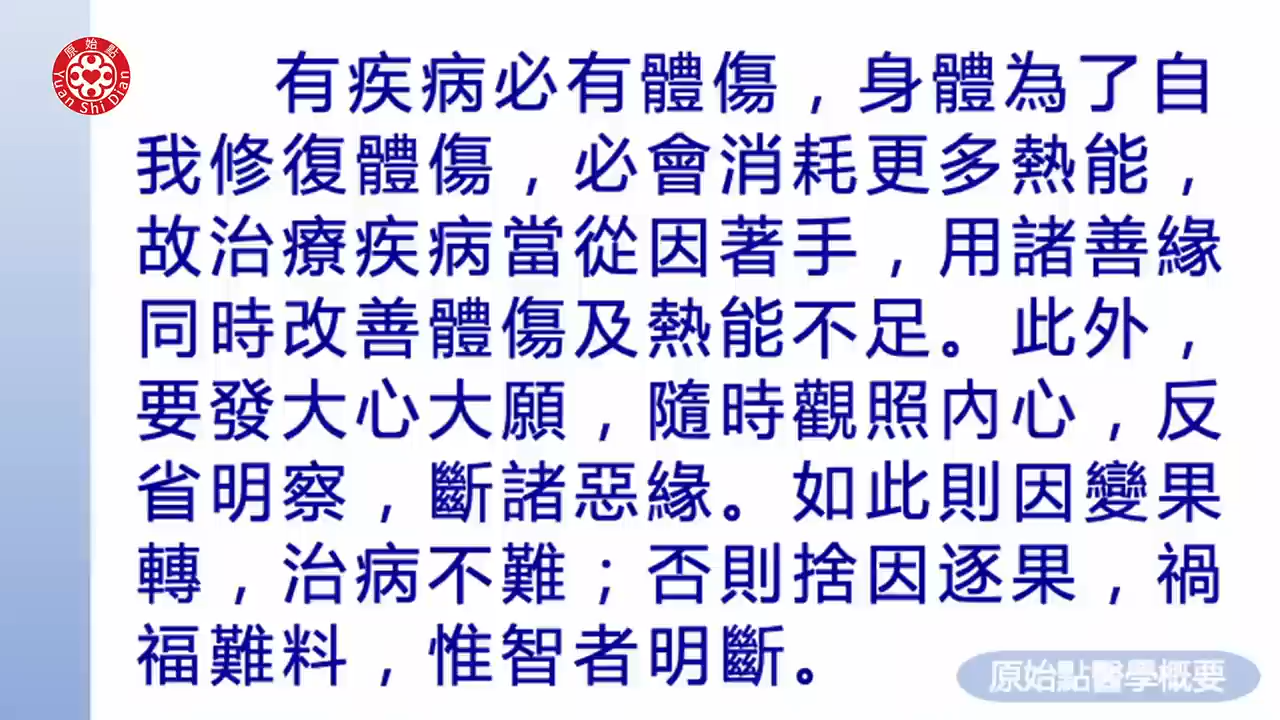 原始點
Yuan Shi Dian
有疾病必有體傷，身體為了自
我修復體傷，必會消耗更多熱能，
故治療疾病當從因著手，用諸善緣
同時改善體傷及熱能不足。此外，
要發大心大願，隨時觀照內心，反
省明察，斷諸惡緣。如此則因變果
轉，治病不難；否則捨因逐果，禍
福難料，惟智者明斷。
原始點醫學概要